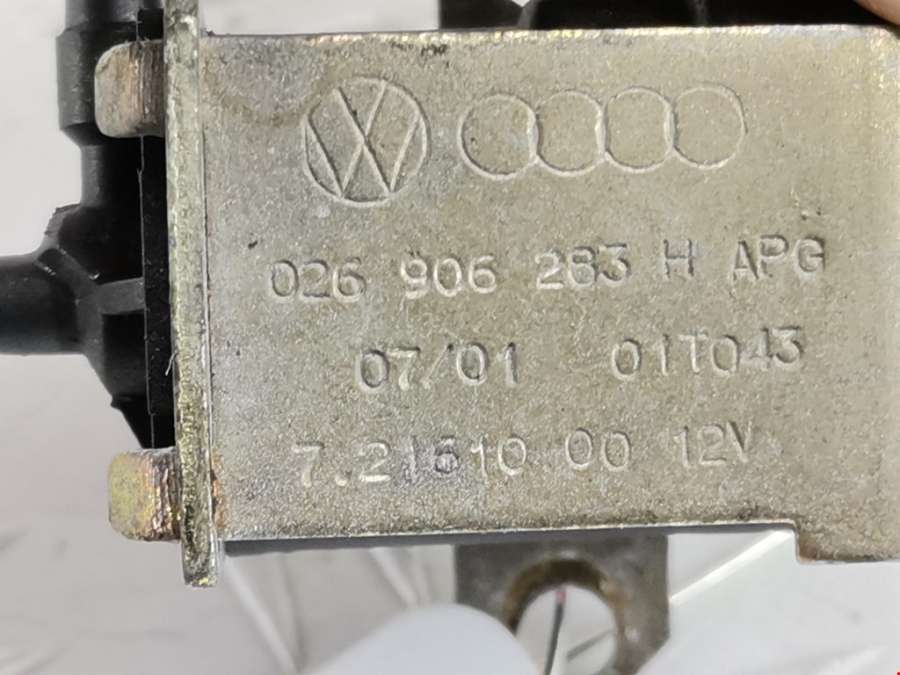 026 906 283 H APG
07/01 01T043
7.21610 00 12V